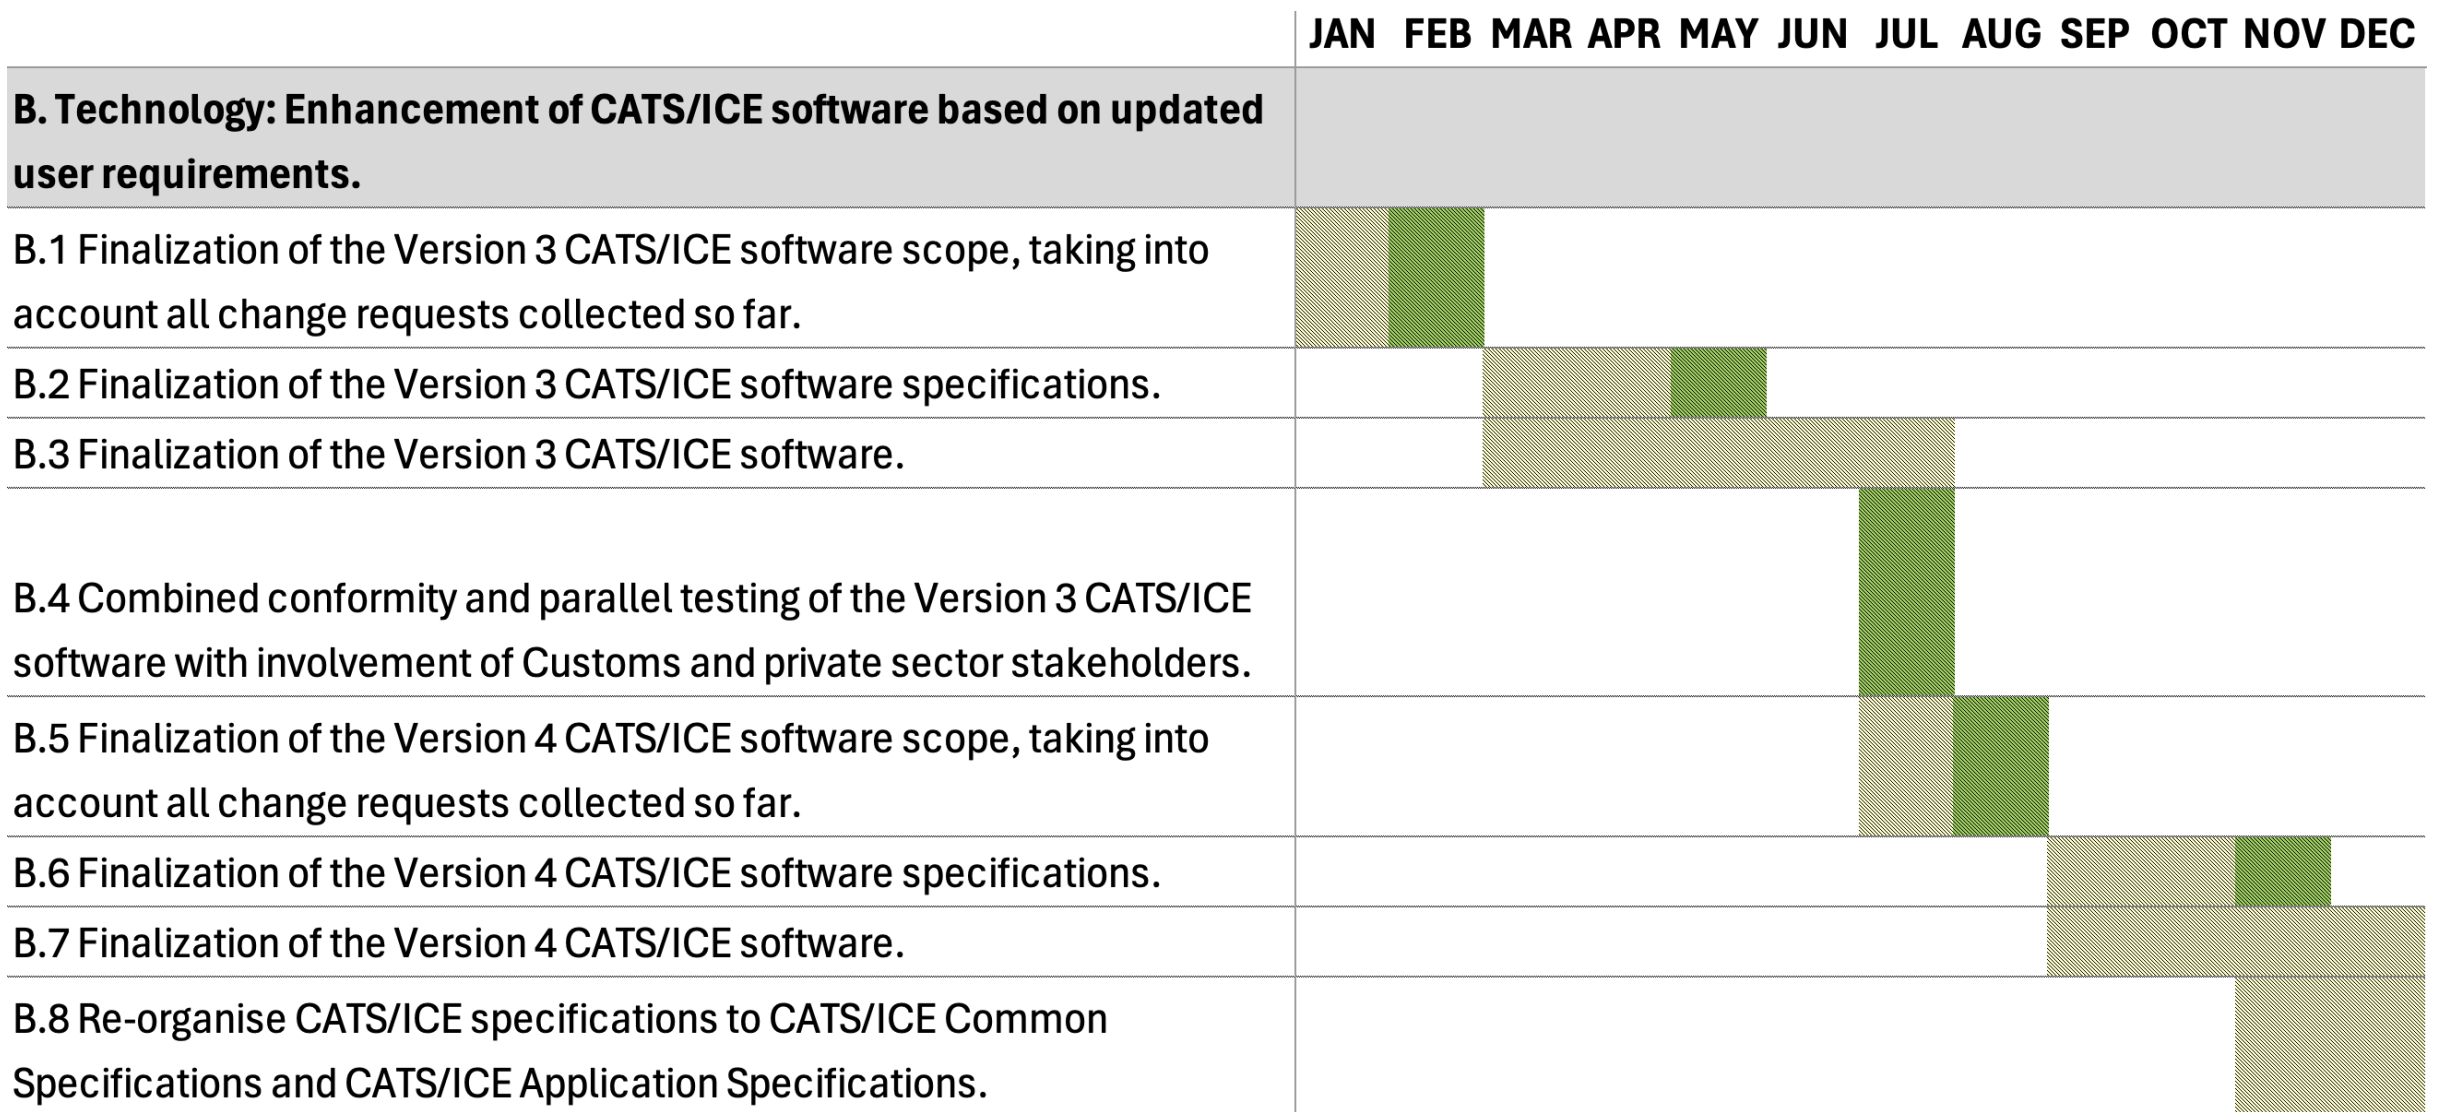 JAN FEB MAR APR MAY JUN JUL AUG SEP OCT NOV DEC
B. Technology: Enhancement of CATS/ICE software based on updated
user requirements.
B.1 Finalization of the Version 3 CATS/ICE software scope, taking into
account all change requests collected so far.
B.2 Finalization of the Version 3 CATS/ICE software specifications.
B.3 Finalization of the Version 3 CATS/ICE software.
B.4 Combined conformity and parallel testing of the Version 3 CATS/ICE
software with involvement of Customs and private sector stakeholders.
B.5 Finalization of the Version 4 CATS/ICE software scope, taking into
account all change requests collected so far.
B.6 Finalization of the Version 4 CATS/ICE software specifications.
B.7 Finalization of the Version 4 CATS/ICE software.
B.8 Re-organise CATS/ICE specifications to CATS/ICE Common
Specifications and CATS/ICE Application Specifications.